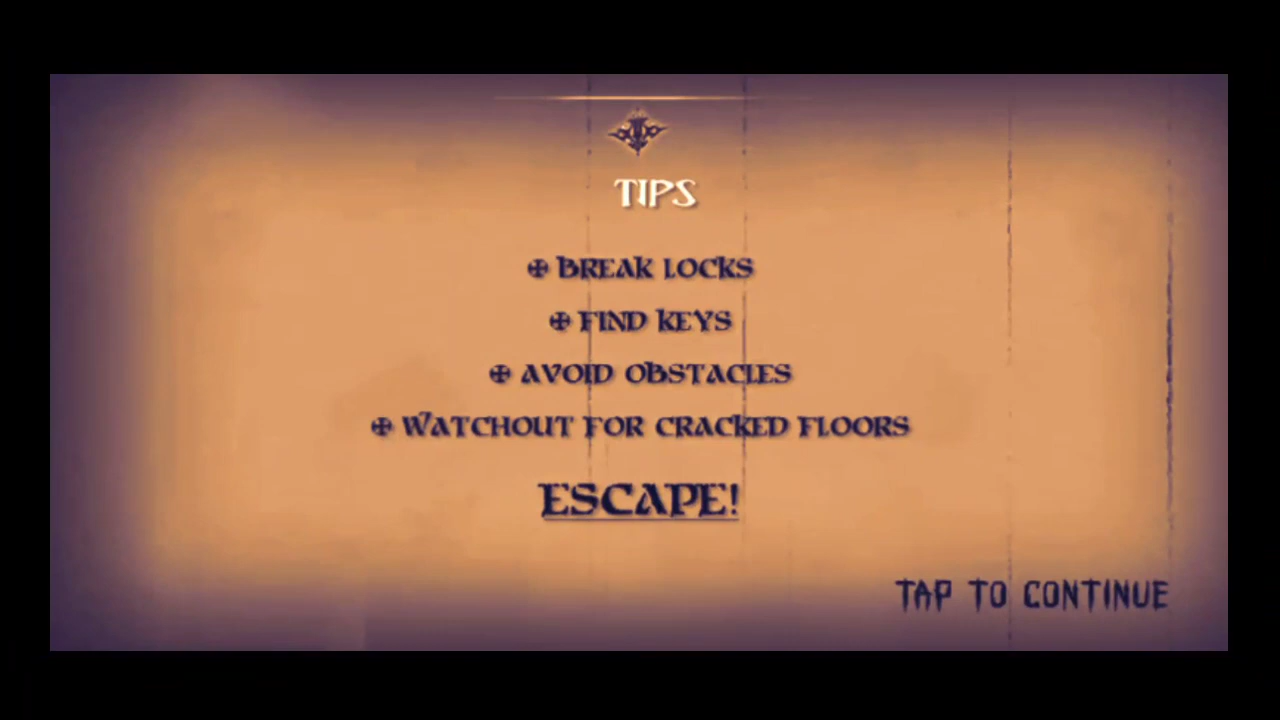 TIPS
✠ BREAK LOCKS
✠ FIND KEYS
✠ AVOID OBSTACLES
✠ WATCHOUT FOR CRACKED FLOORS
ESCAPE!
TAP TO CONTINUE